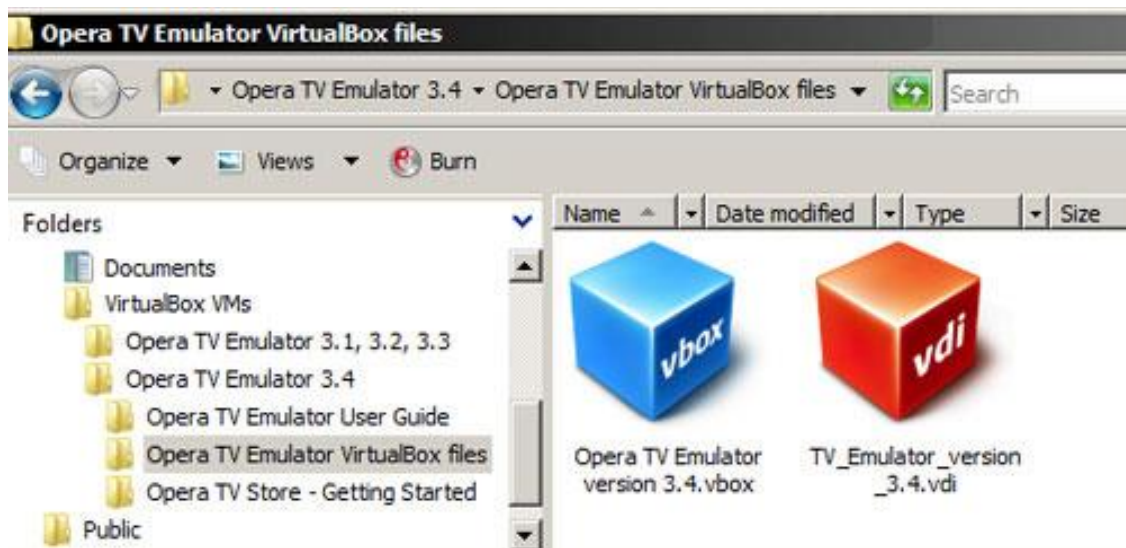 Opera TV Emulator VirtualBox files
Opera TV Emulator 3.4 Opera TV Emulator VirtualBox files Search
Organize Views Burn
Folders
Documents
VirtualBox VMs
Opera TV Emulator 3.1, 3.2, 3.3
Opera TV Emulator 3.4
Opera TV Emulator User Guide
Opera TV Emulator VirtualBox files
Opera TV Store - Getting Started
Public
Name Date modified Type Size
vbox vdi
Opera TV Emulator
version 3.4.vbox
TV_Emulator_version
_3.4.vdi